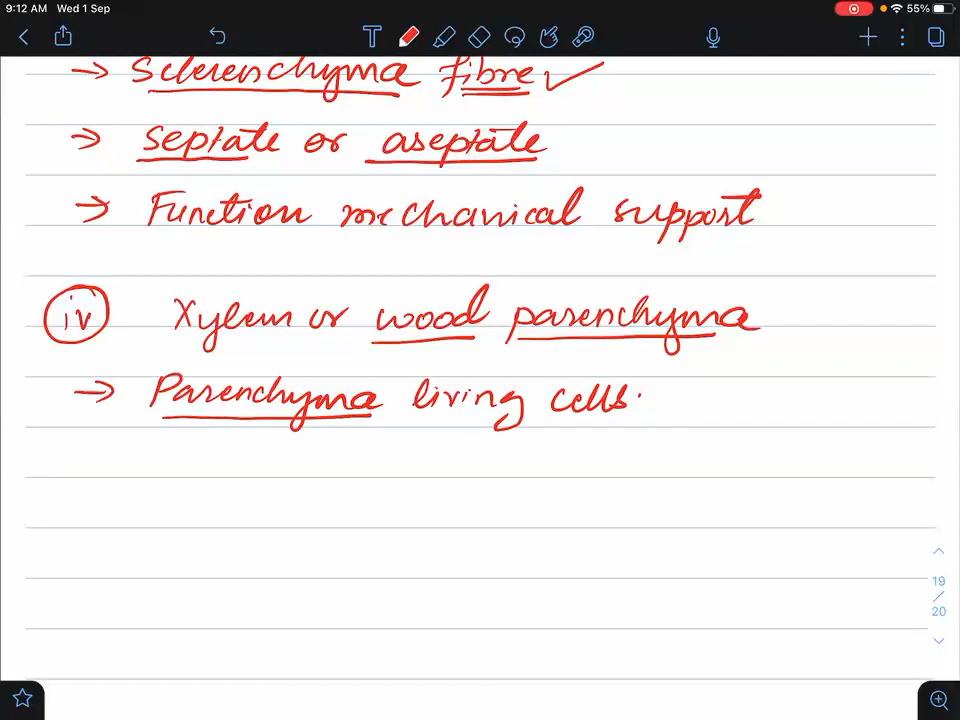 9:12 AM Wed 1 Sep 55%
→ Sclerenchyma fibre ✓
→ septate or aseptate
→ Function mechanical support
iv Xylem or wood parenchyma
→ Parenchyma living cells.
19
/
20